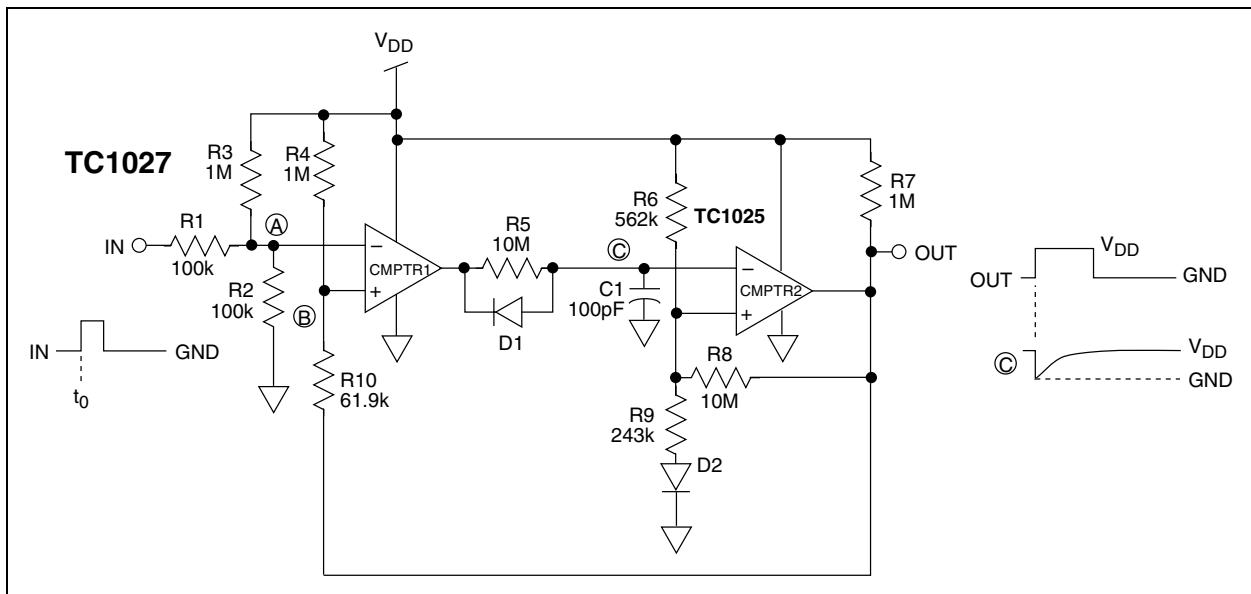 VDD
TC1027
R3
1M
R4
1M
R6
562k
TC1025
R7
1M
IN
R1
100k
A
−
CMPTR1
+
R5
10M
C
−
CMPTR2
+
OUT
R2
100k
B
D1
C1
100pF
OUT
VDD
GND
IN
GND
t0
R10
61.9k
R8
10M
R9
243k
D2
C
VDD
GND